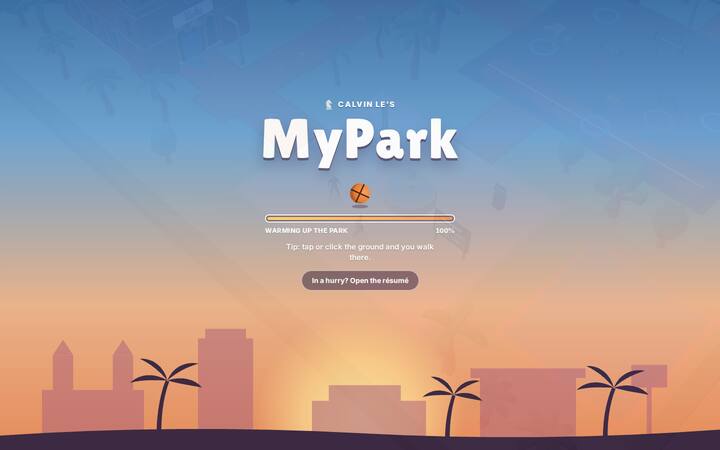 CALVIN LE'S
MyPark
WARMING UP THE PARK 100%
Tip: tap or click the ground and you walk
there.
In a hurry? Open the résumé